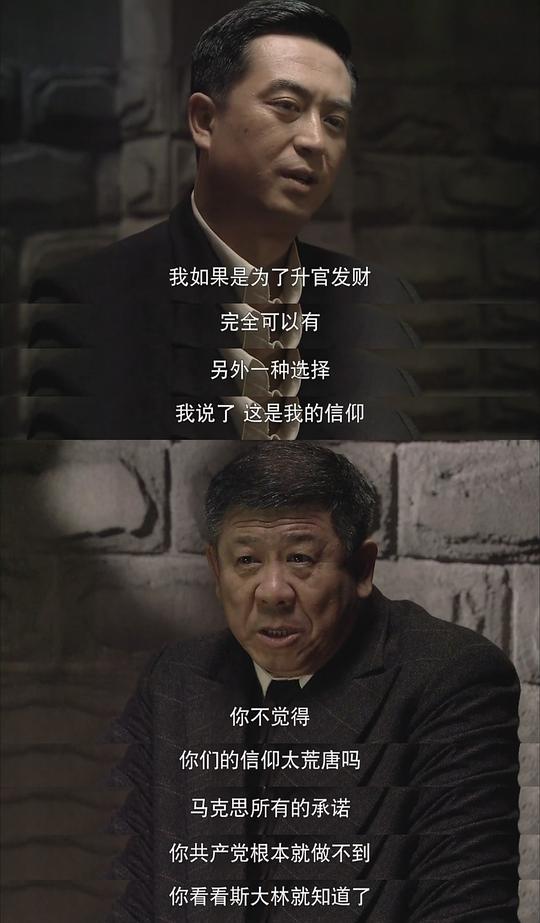 我如果是为了升官发财
完全可以有
另外一种选择
我说了 这是我的信仰
你不觉得
你们的信仰太荒唐吗
马克思所有的承诺
你共产党根本就做不到
你看看斯大林就知道了